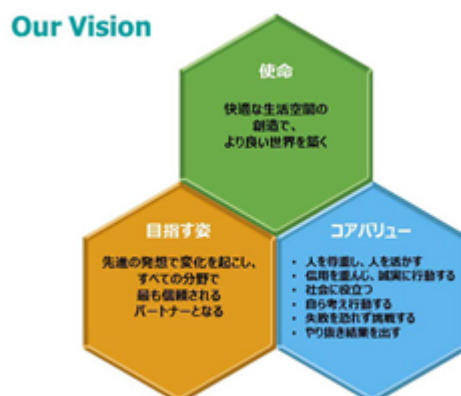 Our Vision
使命
快適な生活空間の
創造で、
より良い世界を築く
目指す姿
先進の発想で変化を起こし、
すべての分野で
最も信頼される
パートナーとなる
コアバリュー
• 人を尊重し、人を活かす
• 信用を重んじ、誠実に行動する
• 社会に役立つ
• 自ら考え行動する
• 失敗を恐れず挑戦する
• やり抜き結果を出す